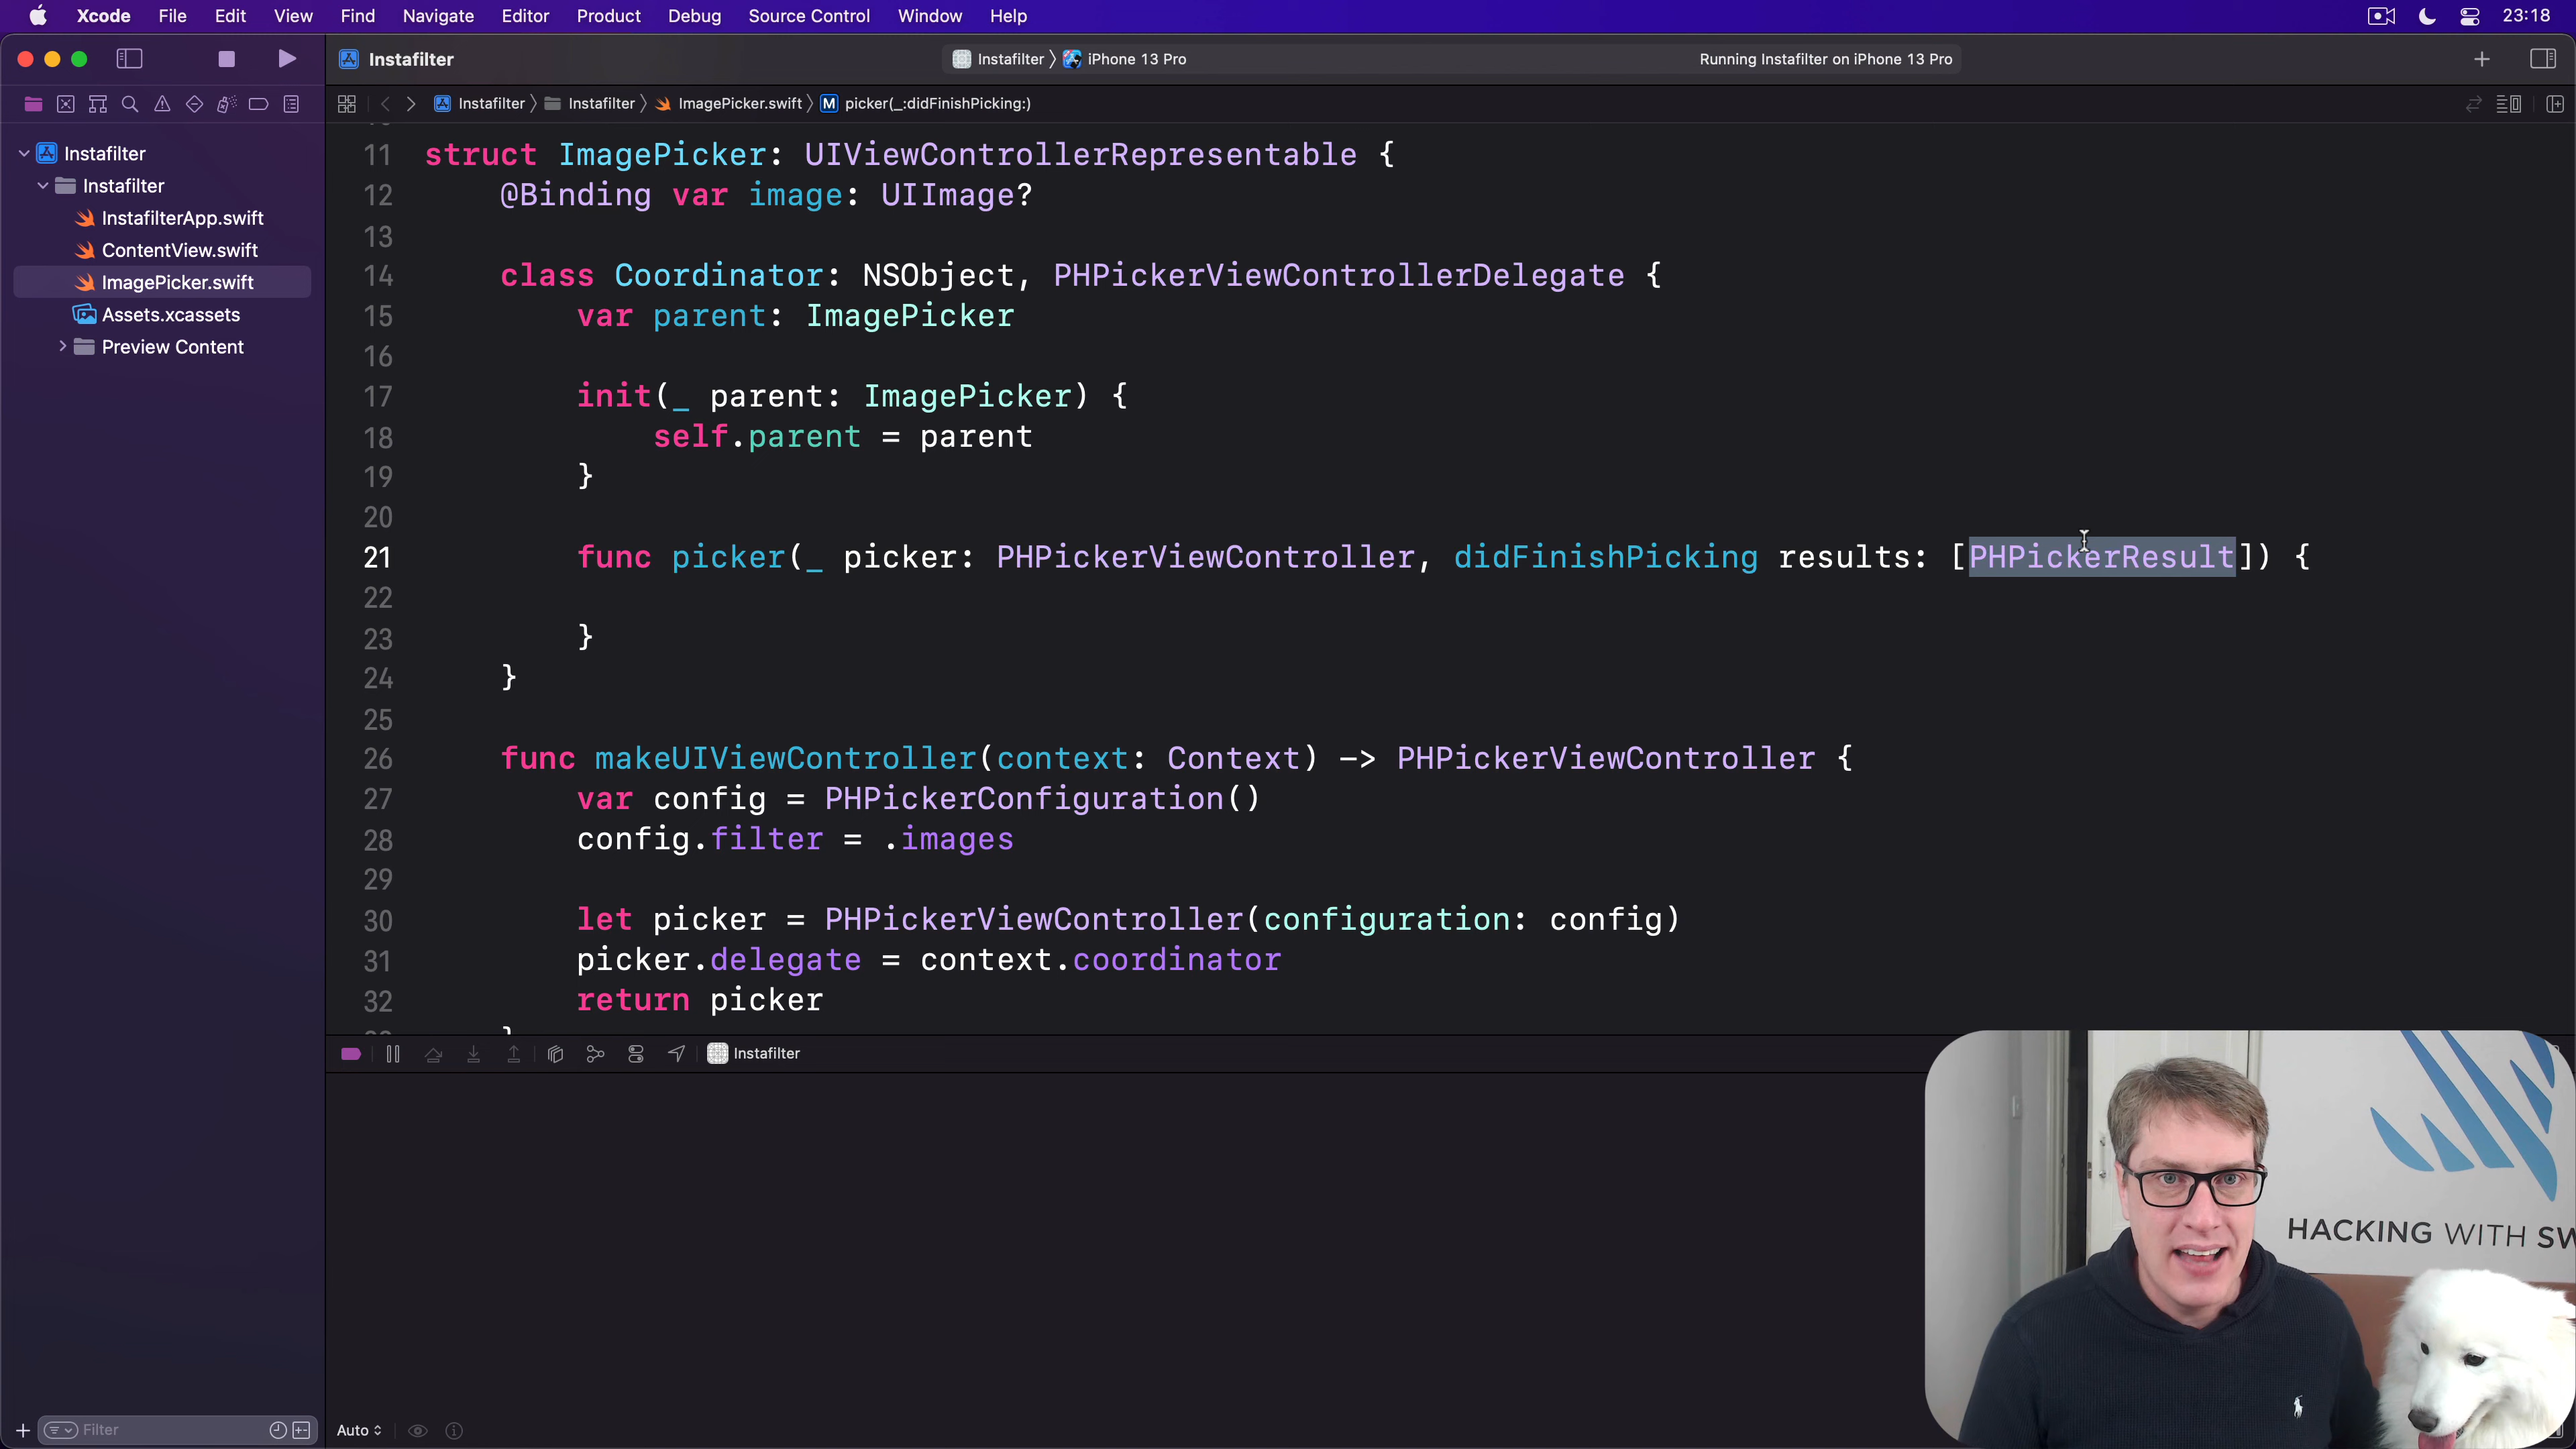 Xcode File Edit View Find Navigate Editor Product Debug Source Control Window Help 23:18
Instafilter Instafilter iPhone 13 Pro Running Instafilter on iPhone 13 Pro
Instafilter Instafilter ImagePicker.swift M picker(_:didFinishPicking:)
Instafilter
Instafilter
InstafilterApp.swift
ContentView.swift
ImagePicker.swift
Assets.xcassets
Preview Content
11 struct ImagePicker: UIViewControllerRepresentable {
12 @Binding var image: UIImage?
13
14 class Coordinator: NSObject, PHPickerViewControllerDelegate {
15 var parent: ImagePicker
16
17 init(_ parent: ImagePicker) {
18 self.parent = parent
19 }
20
21 func picker(_ picker: PHPickerViewController, didFinishPicking results: [PHPickerResult]) {
22
23 }
24 }
25
26 func makeUIViewController(context: Context) -> PHPickerViewController {
27 var config = PHPickerConfiguration()
28 config.filter = .images
29
30 let picker = PHPickerViewController(configuration: config)
31 picker.delegate = context.coordinator
32 return picker
Instafilter
HACKING WITH SW
Filter
Auto